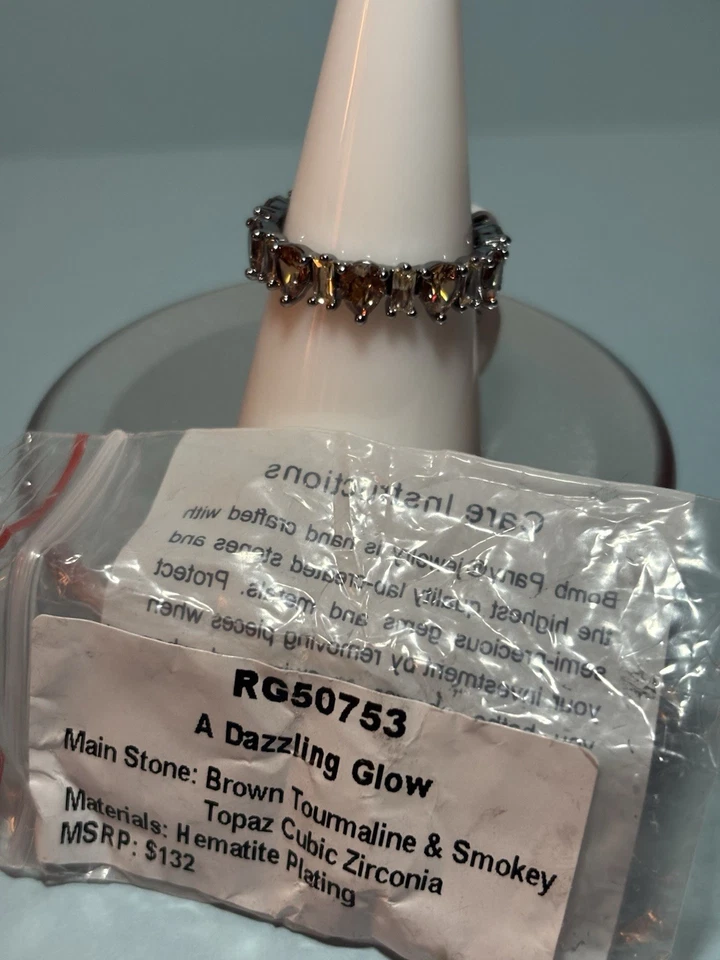 Care Instructions
Bomb Party's jewelry is hand crafted with
the highest quality lab-created stones and
semi-precious gems and metals. Protect
your investment by removing pieces when
RG50753
A Dazzling Glow
Main Stone: Brown Tourmaline & Smokey
Topaz Cubic Zirconia
Materials: Hematite Plating
MSRP: $132